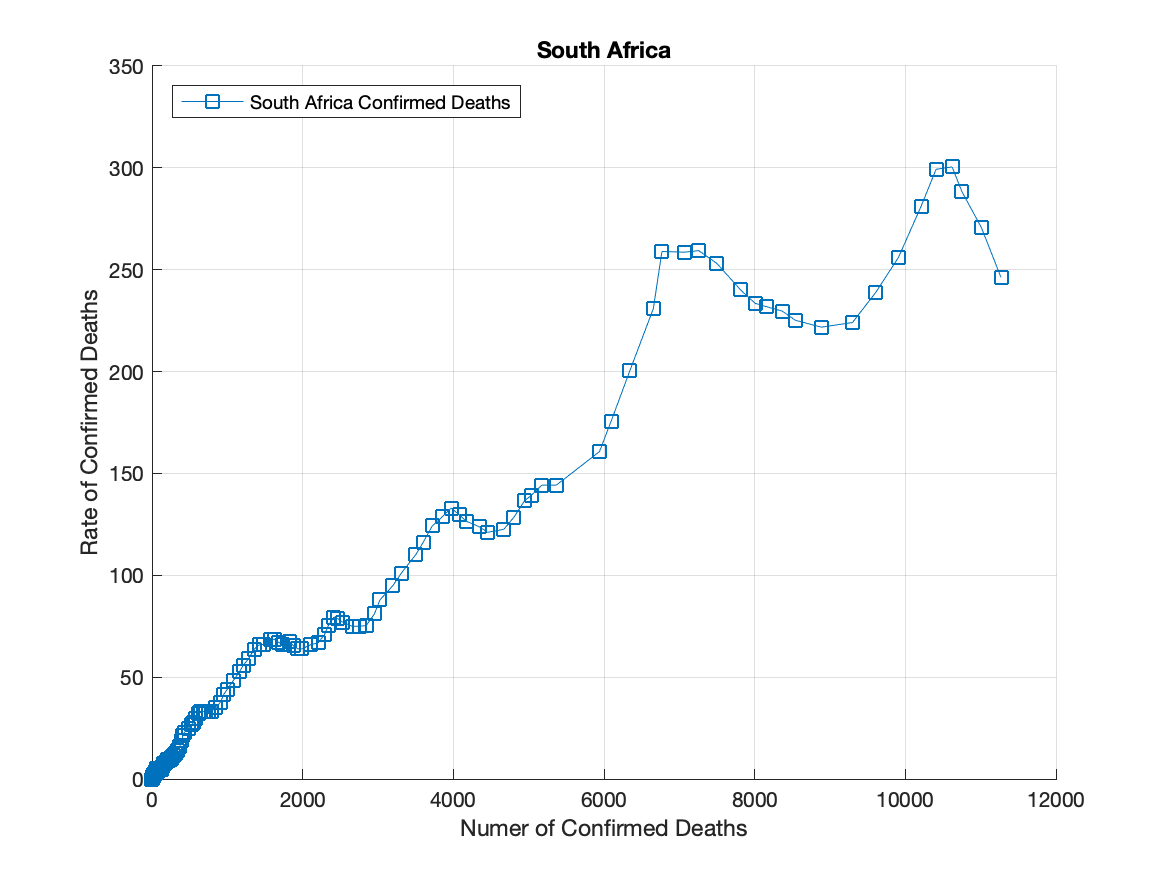 South Africa
350
South Africa Confirmed Deaths
300
250
200
150
100
50
0
Rate of Confirmed Deaths
0 2000 4000 6000 8000 10000 12000
Numer of Confirmed Deaths